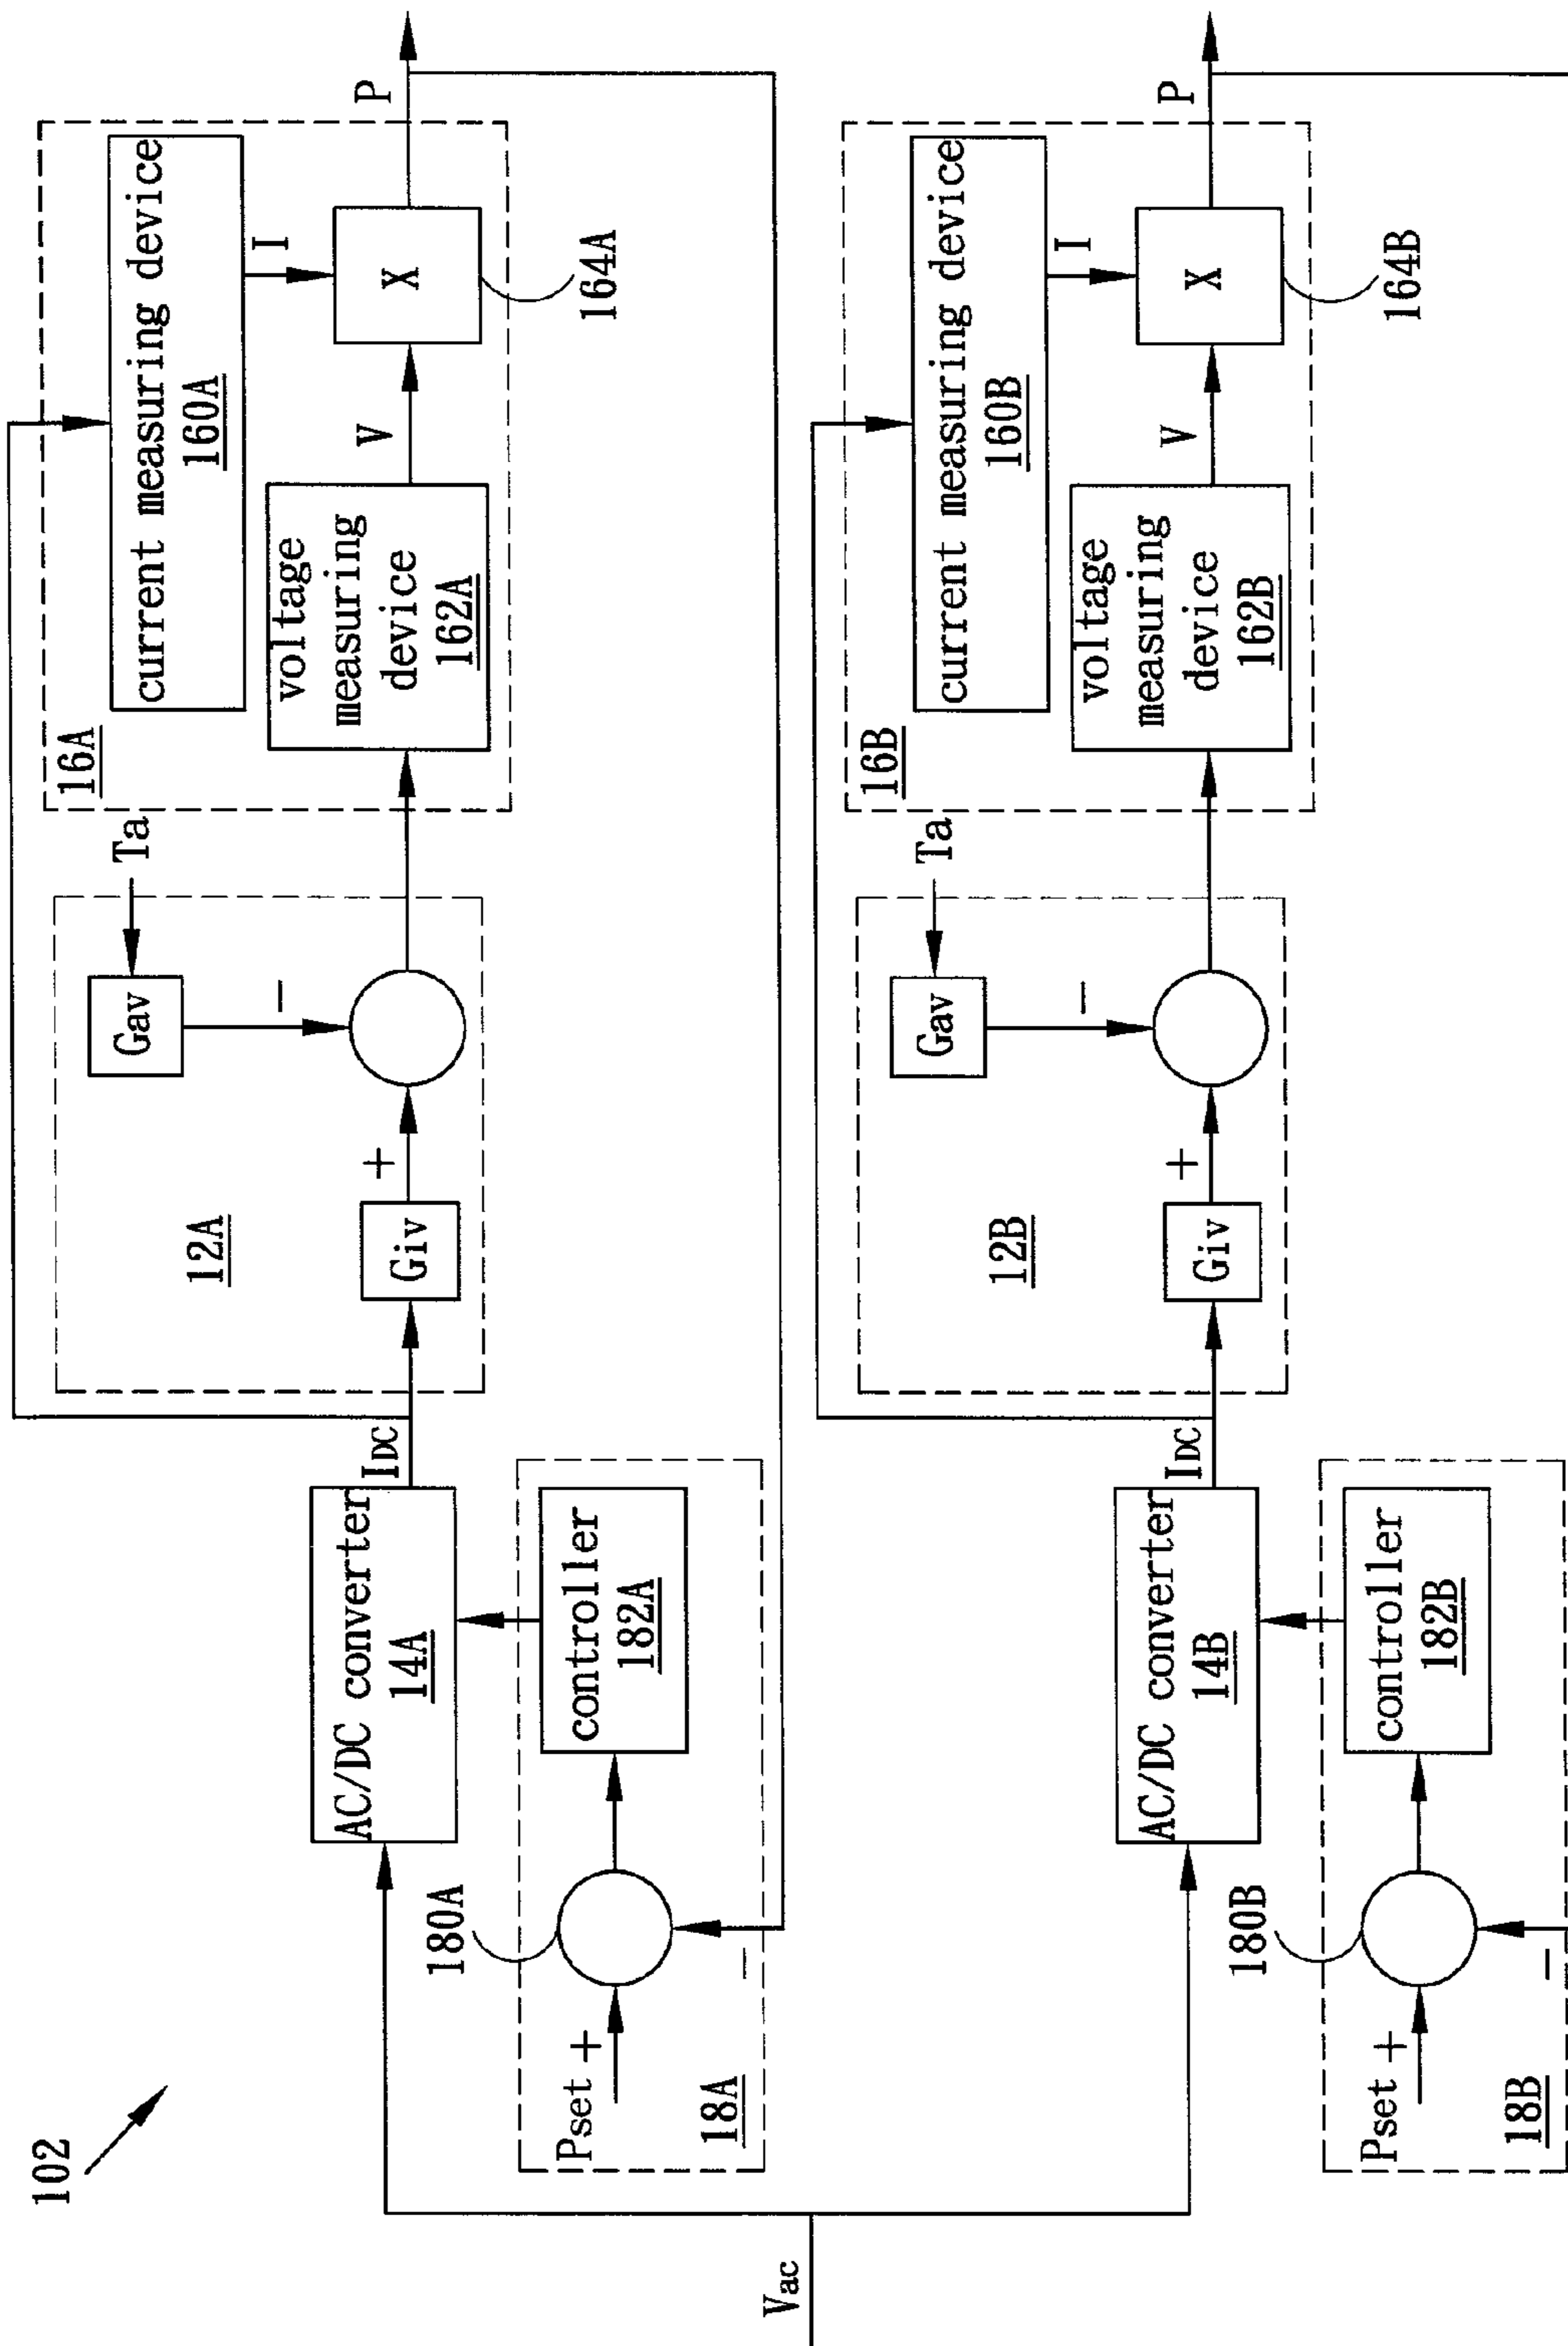 102
Vac
AC/DC converter
14A
IDC
12A
Giv
+
Gav
−
Ta
16A
current measuring device
160A
I
voltage
measuring
device
162A
V
X
164A
P
180A
Pset +
−
controller
182A
18A
AC/DC converter
14B
IDC
12B
Giv
+
Gav
−
Ta
16B
current measuring device
160B
I
voltage
measuring
device
162B
V
X
164B
P
180B
Pset +
−
controller
182B
18B